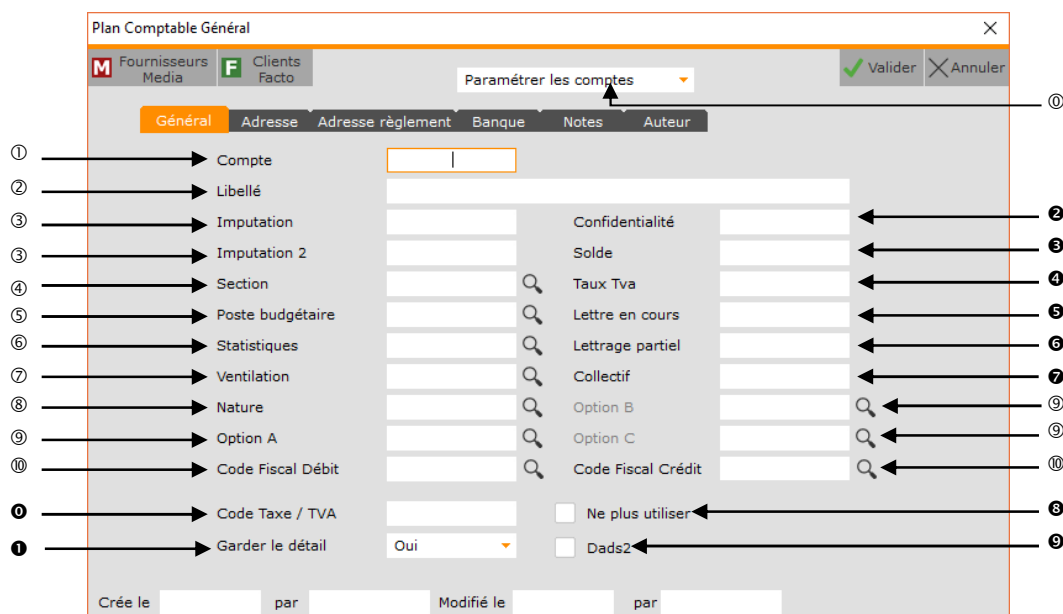 Plan Comptable Général
M Fournisseurs Media F Clients Facto Paramétrer les comptes Valider Annuler
⓪
Général Adresse Adresse règlement Banque Notes Auteur
① Compte
② Libellé
③ Imputation Confidentialité ❷
③ Imputation 2 Solde ❸
④ Section Taux Tva ❹
⑤ Poste budgétaire Lettre en cours ❺
⑥ Statistiques Lettrage partiel ❻
⑦ Ventilation Collectif ❼
⑧ Nature Option B ⑨
⑨ Option A Option C ⑨
⑩ Code Fiscal Débit Code Fiscal Crédit ⑩
⓿ Code Taxe / TVA Ne plus utiliser ❽
❶ Garder le détail Oui Dads2 ❾
Crée le par Modifié le par